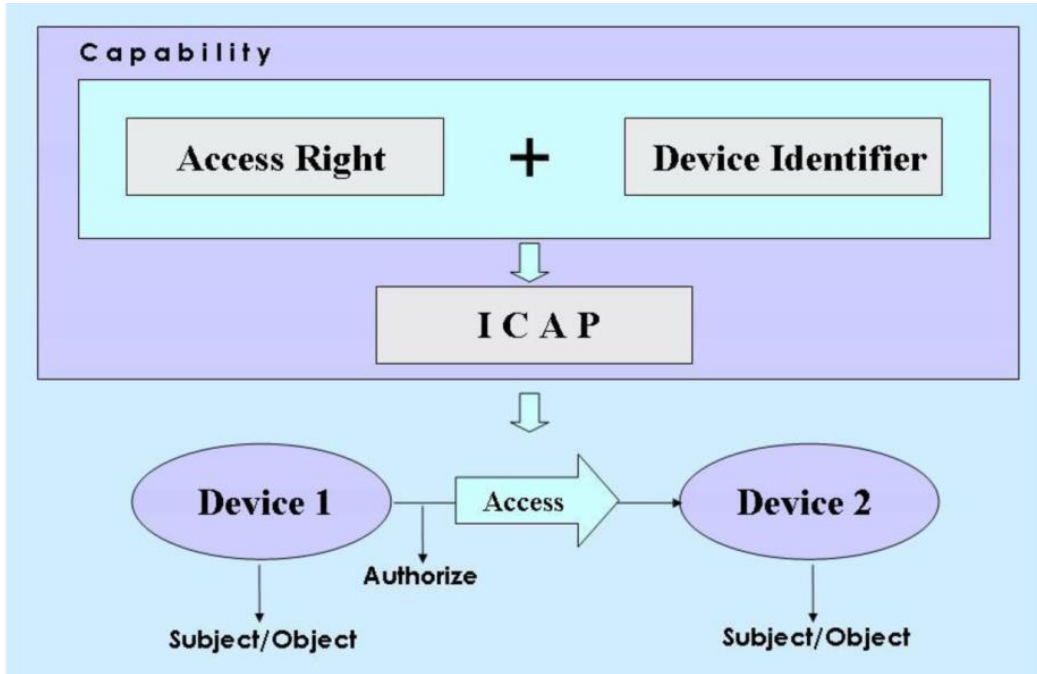 Capability
Access Right + Device Identifier
ICAP
Device 1 Access Device 2
Authorize
Subject/Object Subject/Object